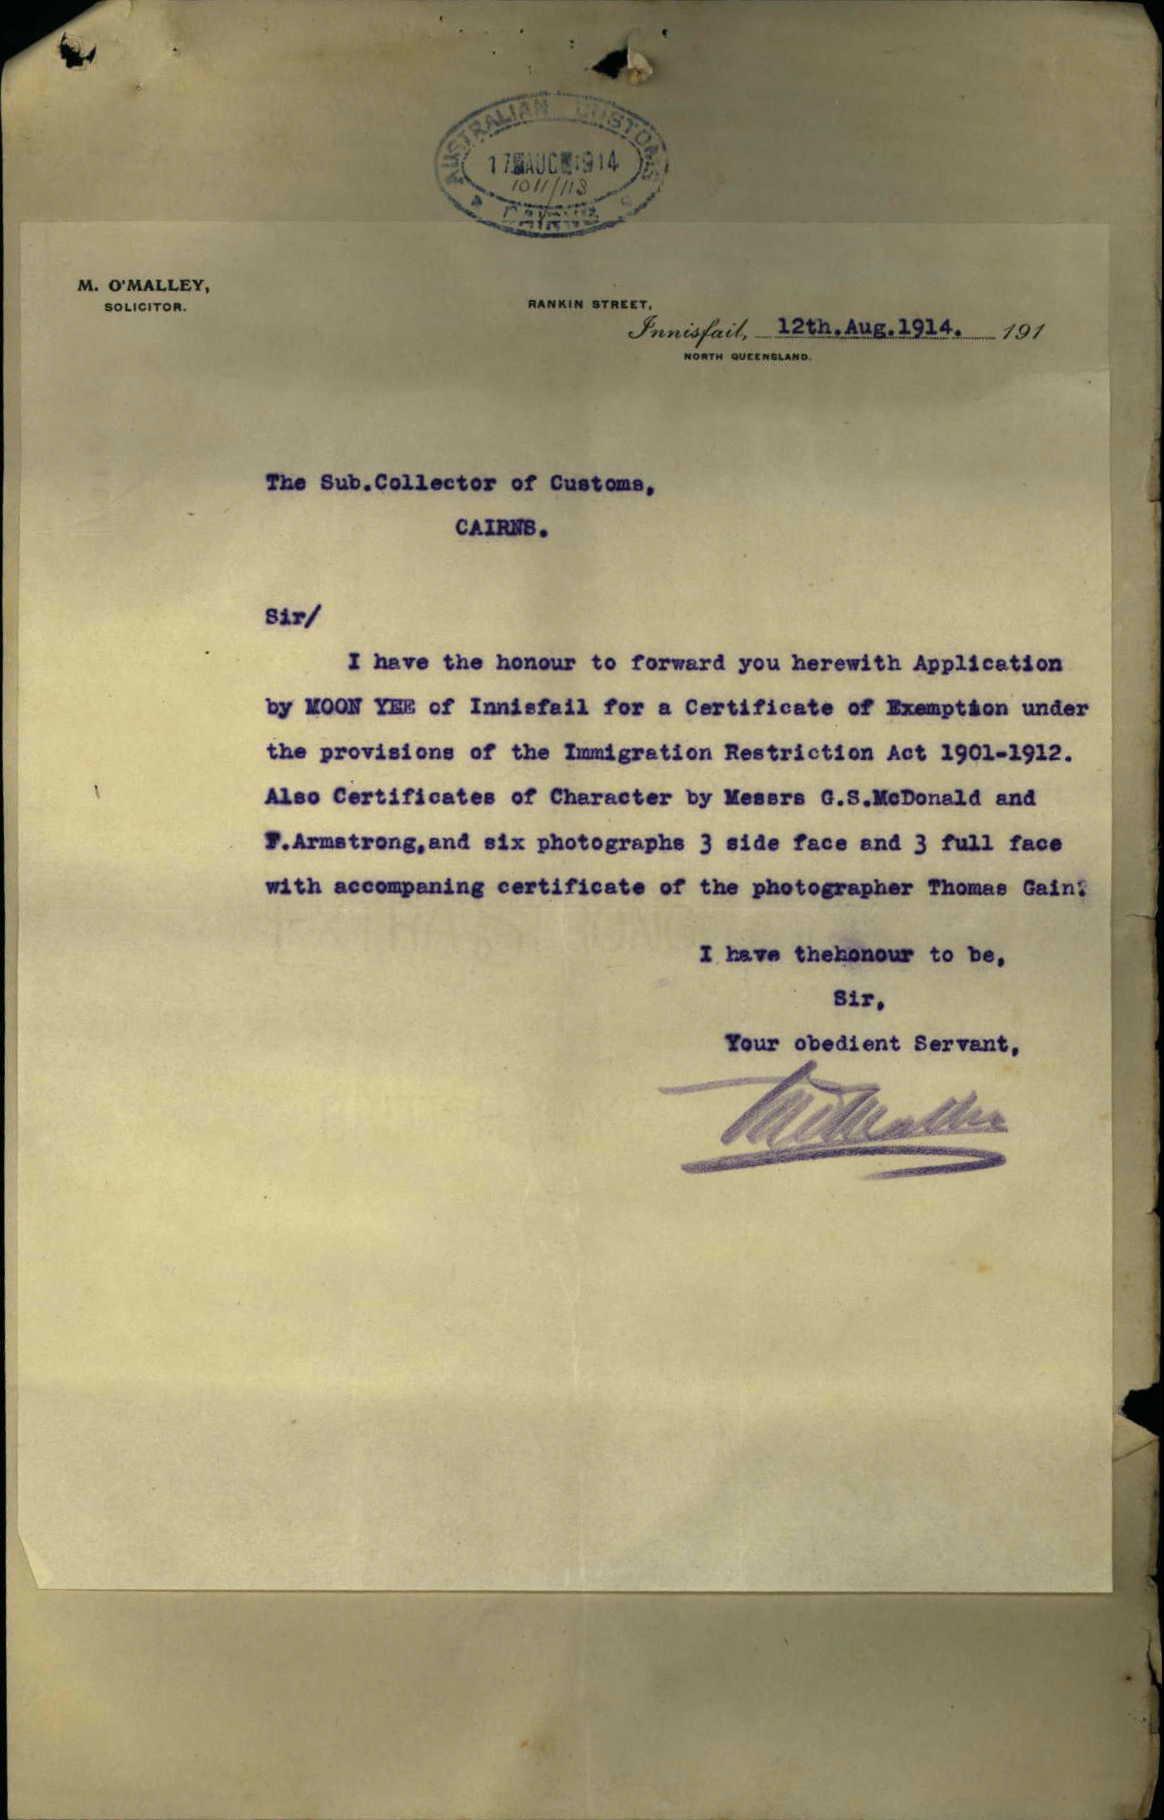 AUSTRALIAN CUSTOMS
17 AUG 1914
1011/113
CAIRNS
M. O'MALLEY,
SOLICITOR.
RANKIN STREET,
Innisfail, 12th.Aug.1914. 191
NORTH QUEENSLAND.
The Sub.Collector of Customs,
CAIRNS.
Sir/
I have the honour to forward you herewith Application
by MOON YEE of Innisfail for a Certificate of Exemption under
the provisions of the Immigration Restriction Act 1901-1912.
Also Certificates of Character by Messrs G.S.McDonald and
F.Armstrong,and six photographs 3 side face and 3 full face
with accompaning certificate of the photographer Thomas Gain.
I have thehonour to be,
Sir,
Your obedient Servant,
M O'Malley